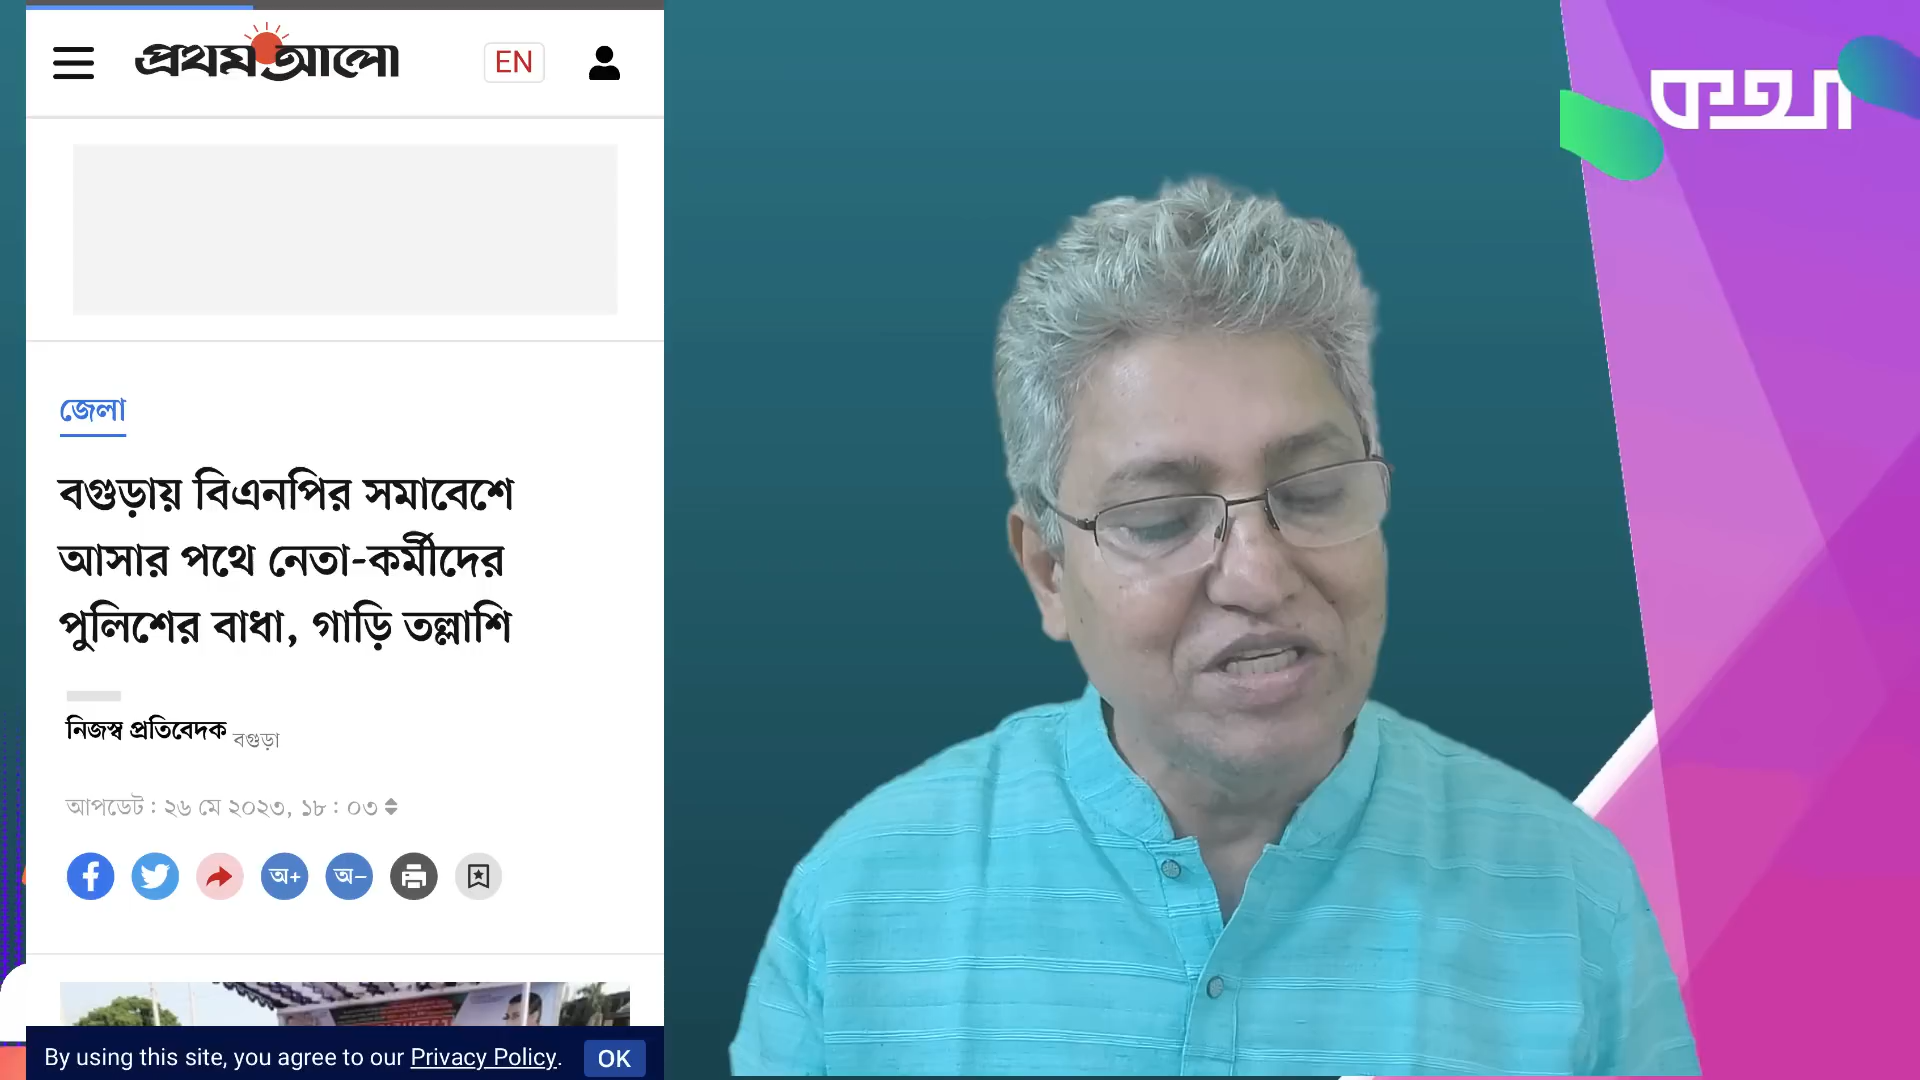 প্রথম আলো
EN
কথা
জেলা
বগুড়ায় বিএনপির সমাবেশে
আসার পথে নেতা-কর্মীদের
পুলিশের বাধা, গাড়ি তল্লাশি
নিজস্ব প্রতিবেদক বগুড়া
আপডেট : ২৬ মে ২০২৩, ১৮ : ০৩
অ+ অ–
By using this site, you agree to our Privacy Policy. OK